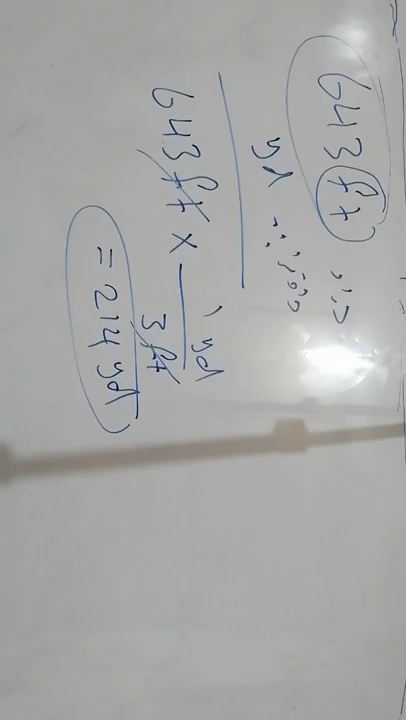 643 ft
yd
643 ft x 1 yd
3 ft
= 214 yd